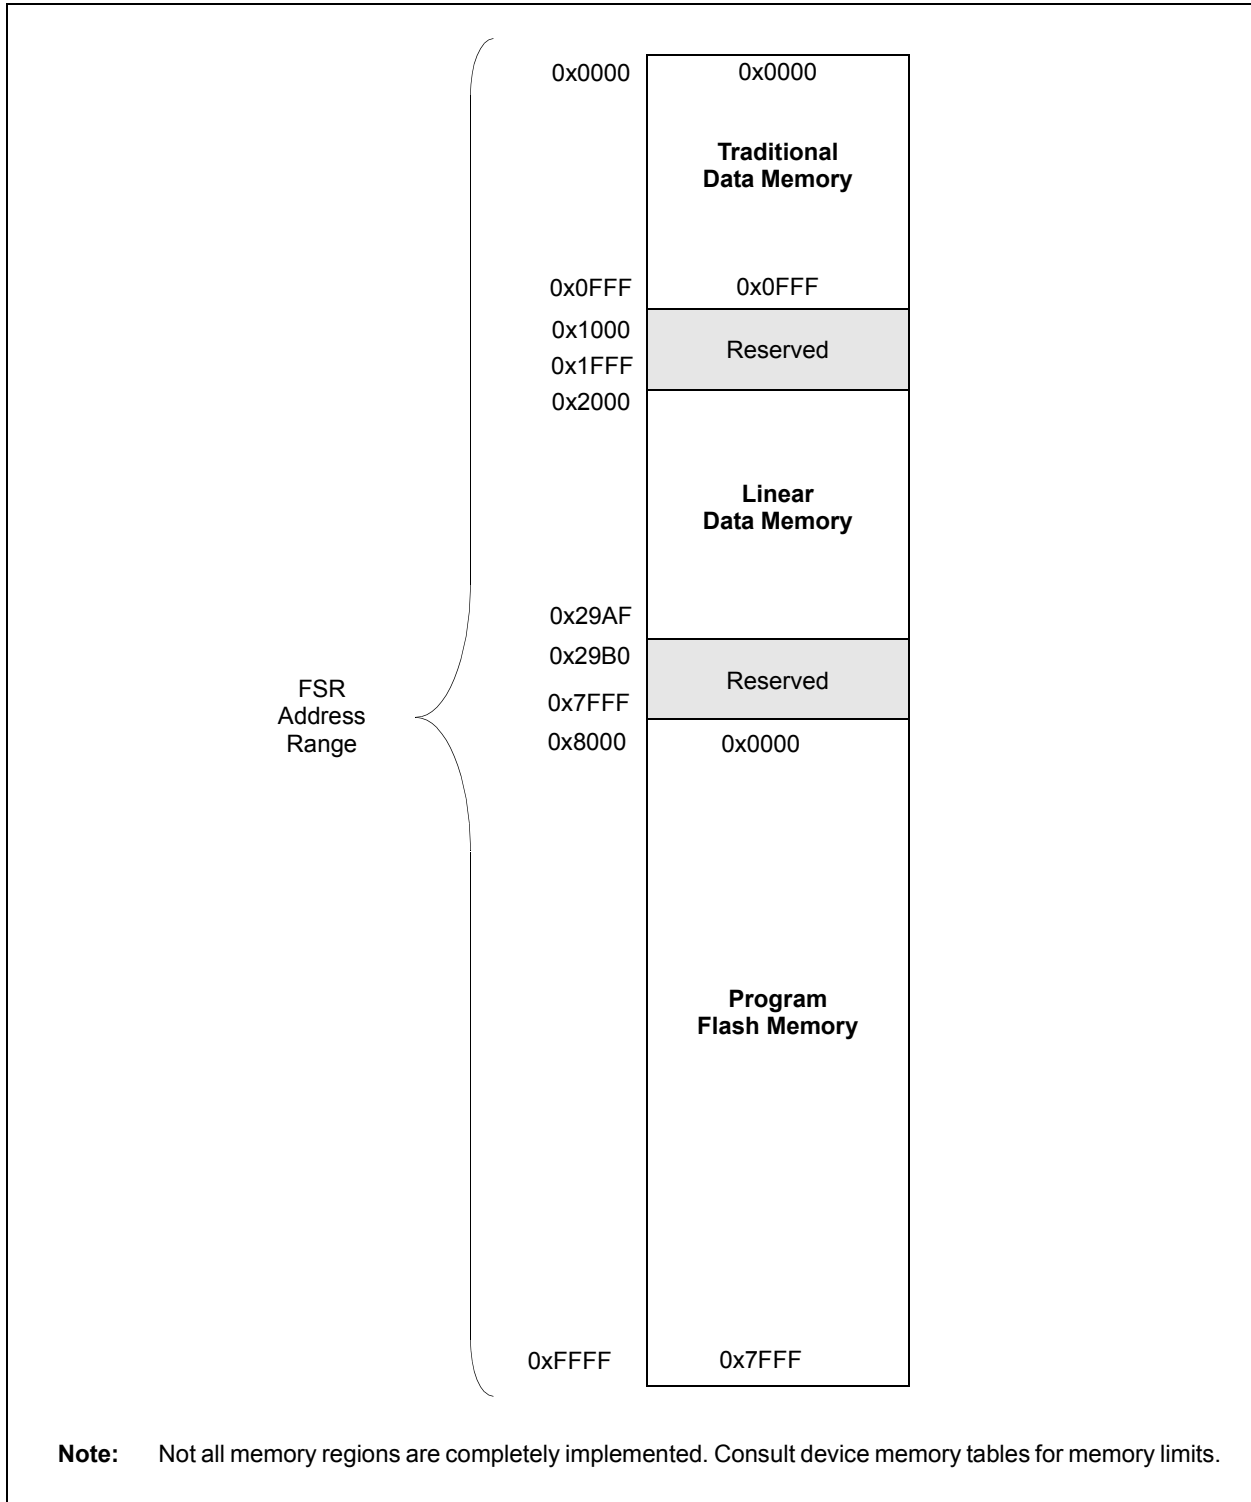 0x0000 0x0000
Traditional
Data Memory
0x0FFF 0x0FFF
0x1000
Reserved
0x1FFF
0x2000
Linear
Data Memory
0x29AF
0x29B0
Reserved
0x7FFF
FSR
Address
Range
0x8000 0x0000
Program
Flash Memory
0xFFFF 0x7FFF
Note: Not all memory regions are completely implemented. Consult device memory tables for memory limits.